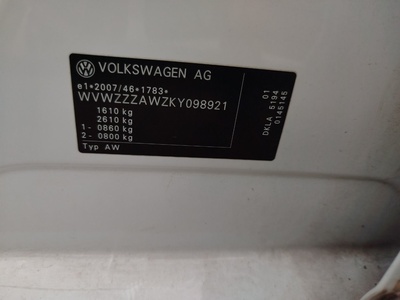 VOLKSWAGEN AG
e1*2007/46*1783*
WVWZZZAWZKY098921
1610 kg
2610 kg
1- 0860 kg
2- 0800 kg
Typ AW
01
DKLA 5194
0145145